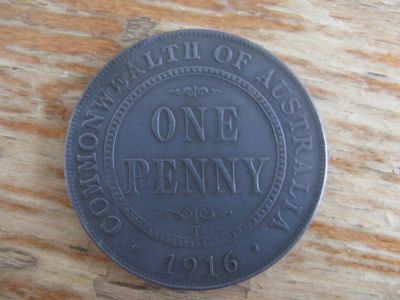 COMMONWEALTH OF AUSTRALIA
ONE
PENNY
I
· 1916 ·